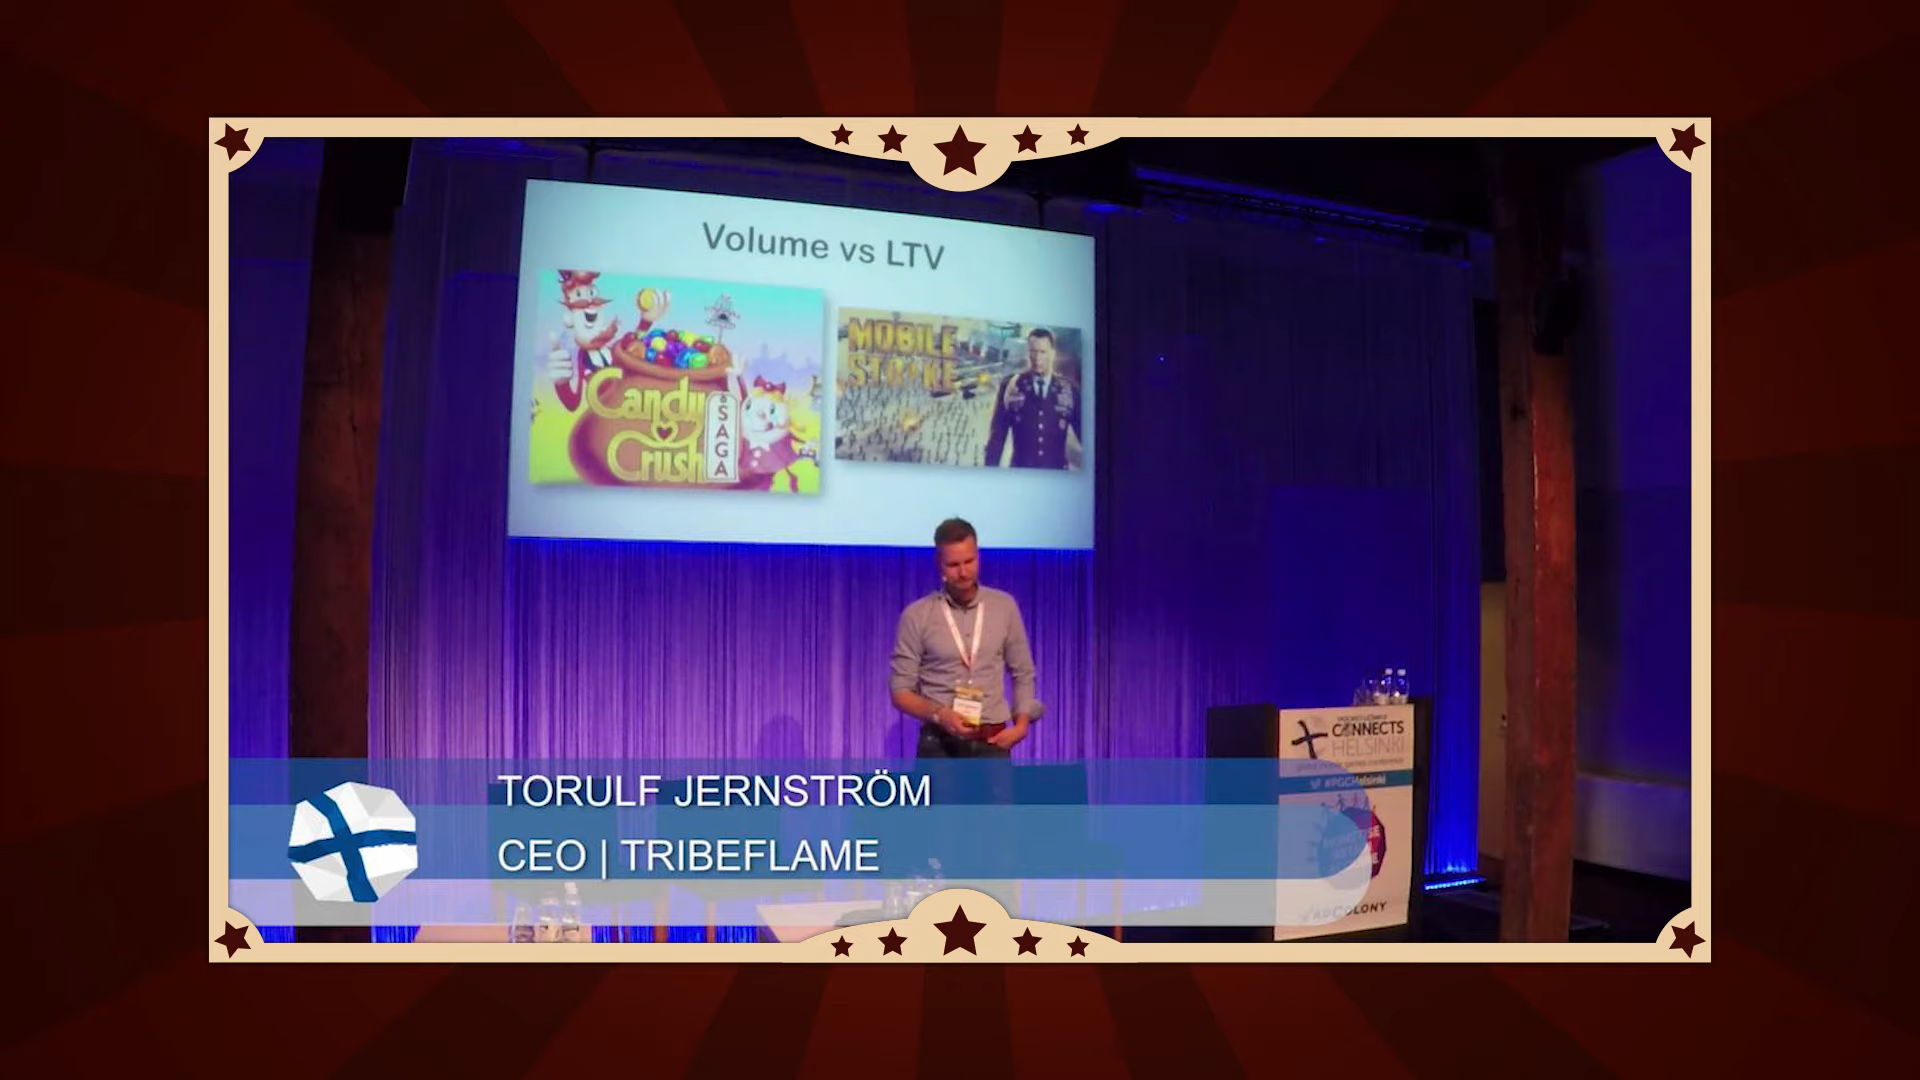 Volume vs LTV
Candy
Crush
SAGA
MOBILE
STRIKE
CONNECTS
HELSINKI
#PGCHelsinki
TORULF JERNSTRÖM
CEO | TRIBEFLAME
ADCOLONY